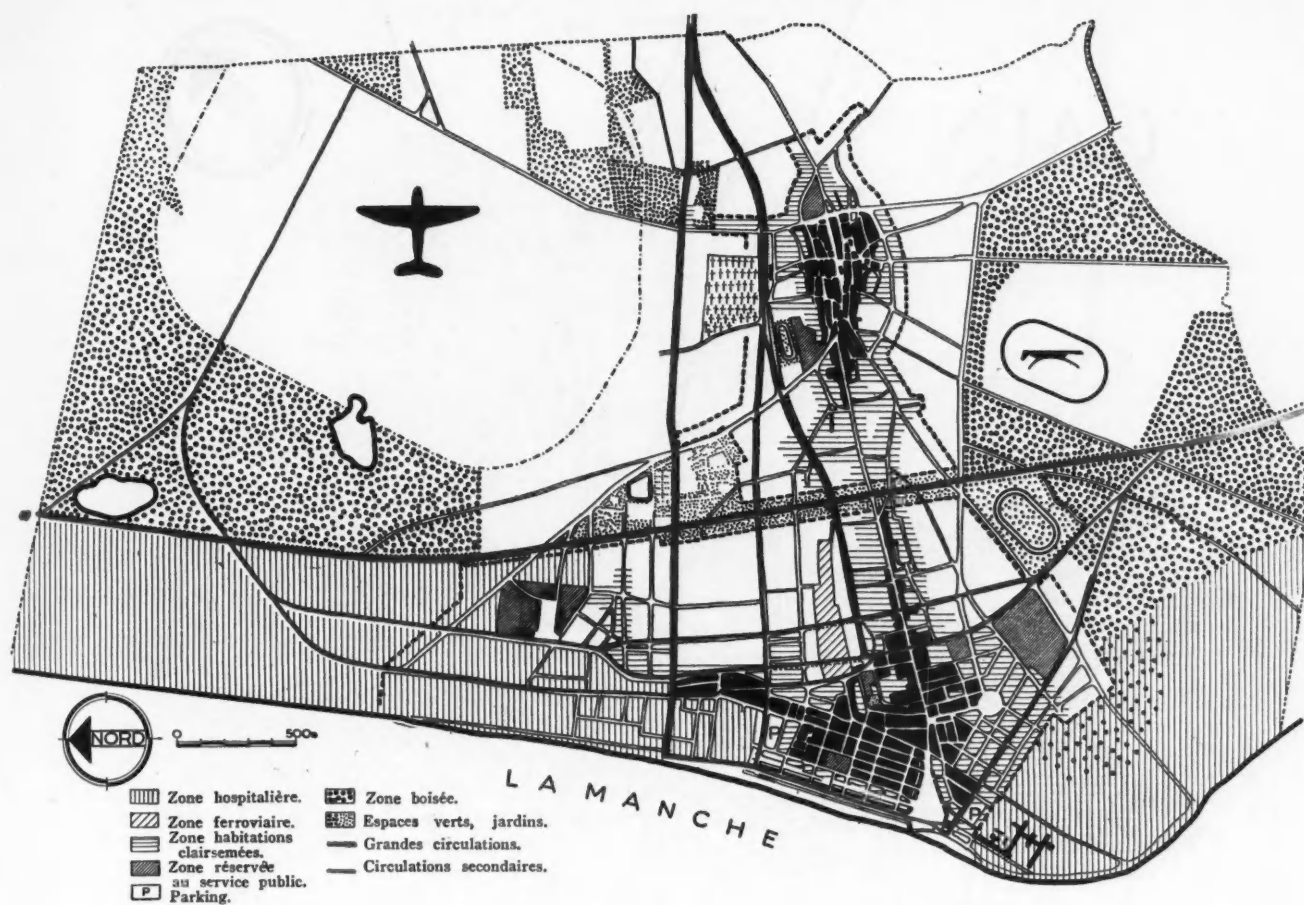 P
P
NORD
0 500m
LA MANCHE
Zone hospitalière.
Zone ferroviaire.
Zone habitations
clairsemées.
Zone réservée
au service public.
P Parking.
Zone boisée.
Espaces verts, jardins.
Grandes circulations.
Circulations secondaires.